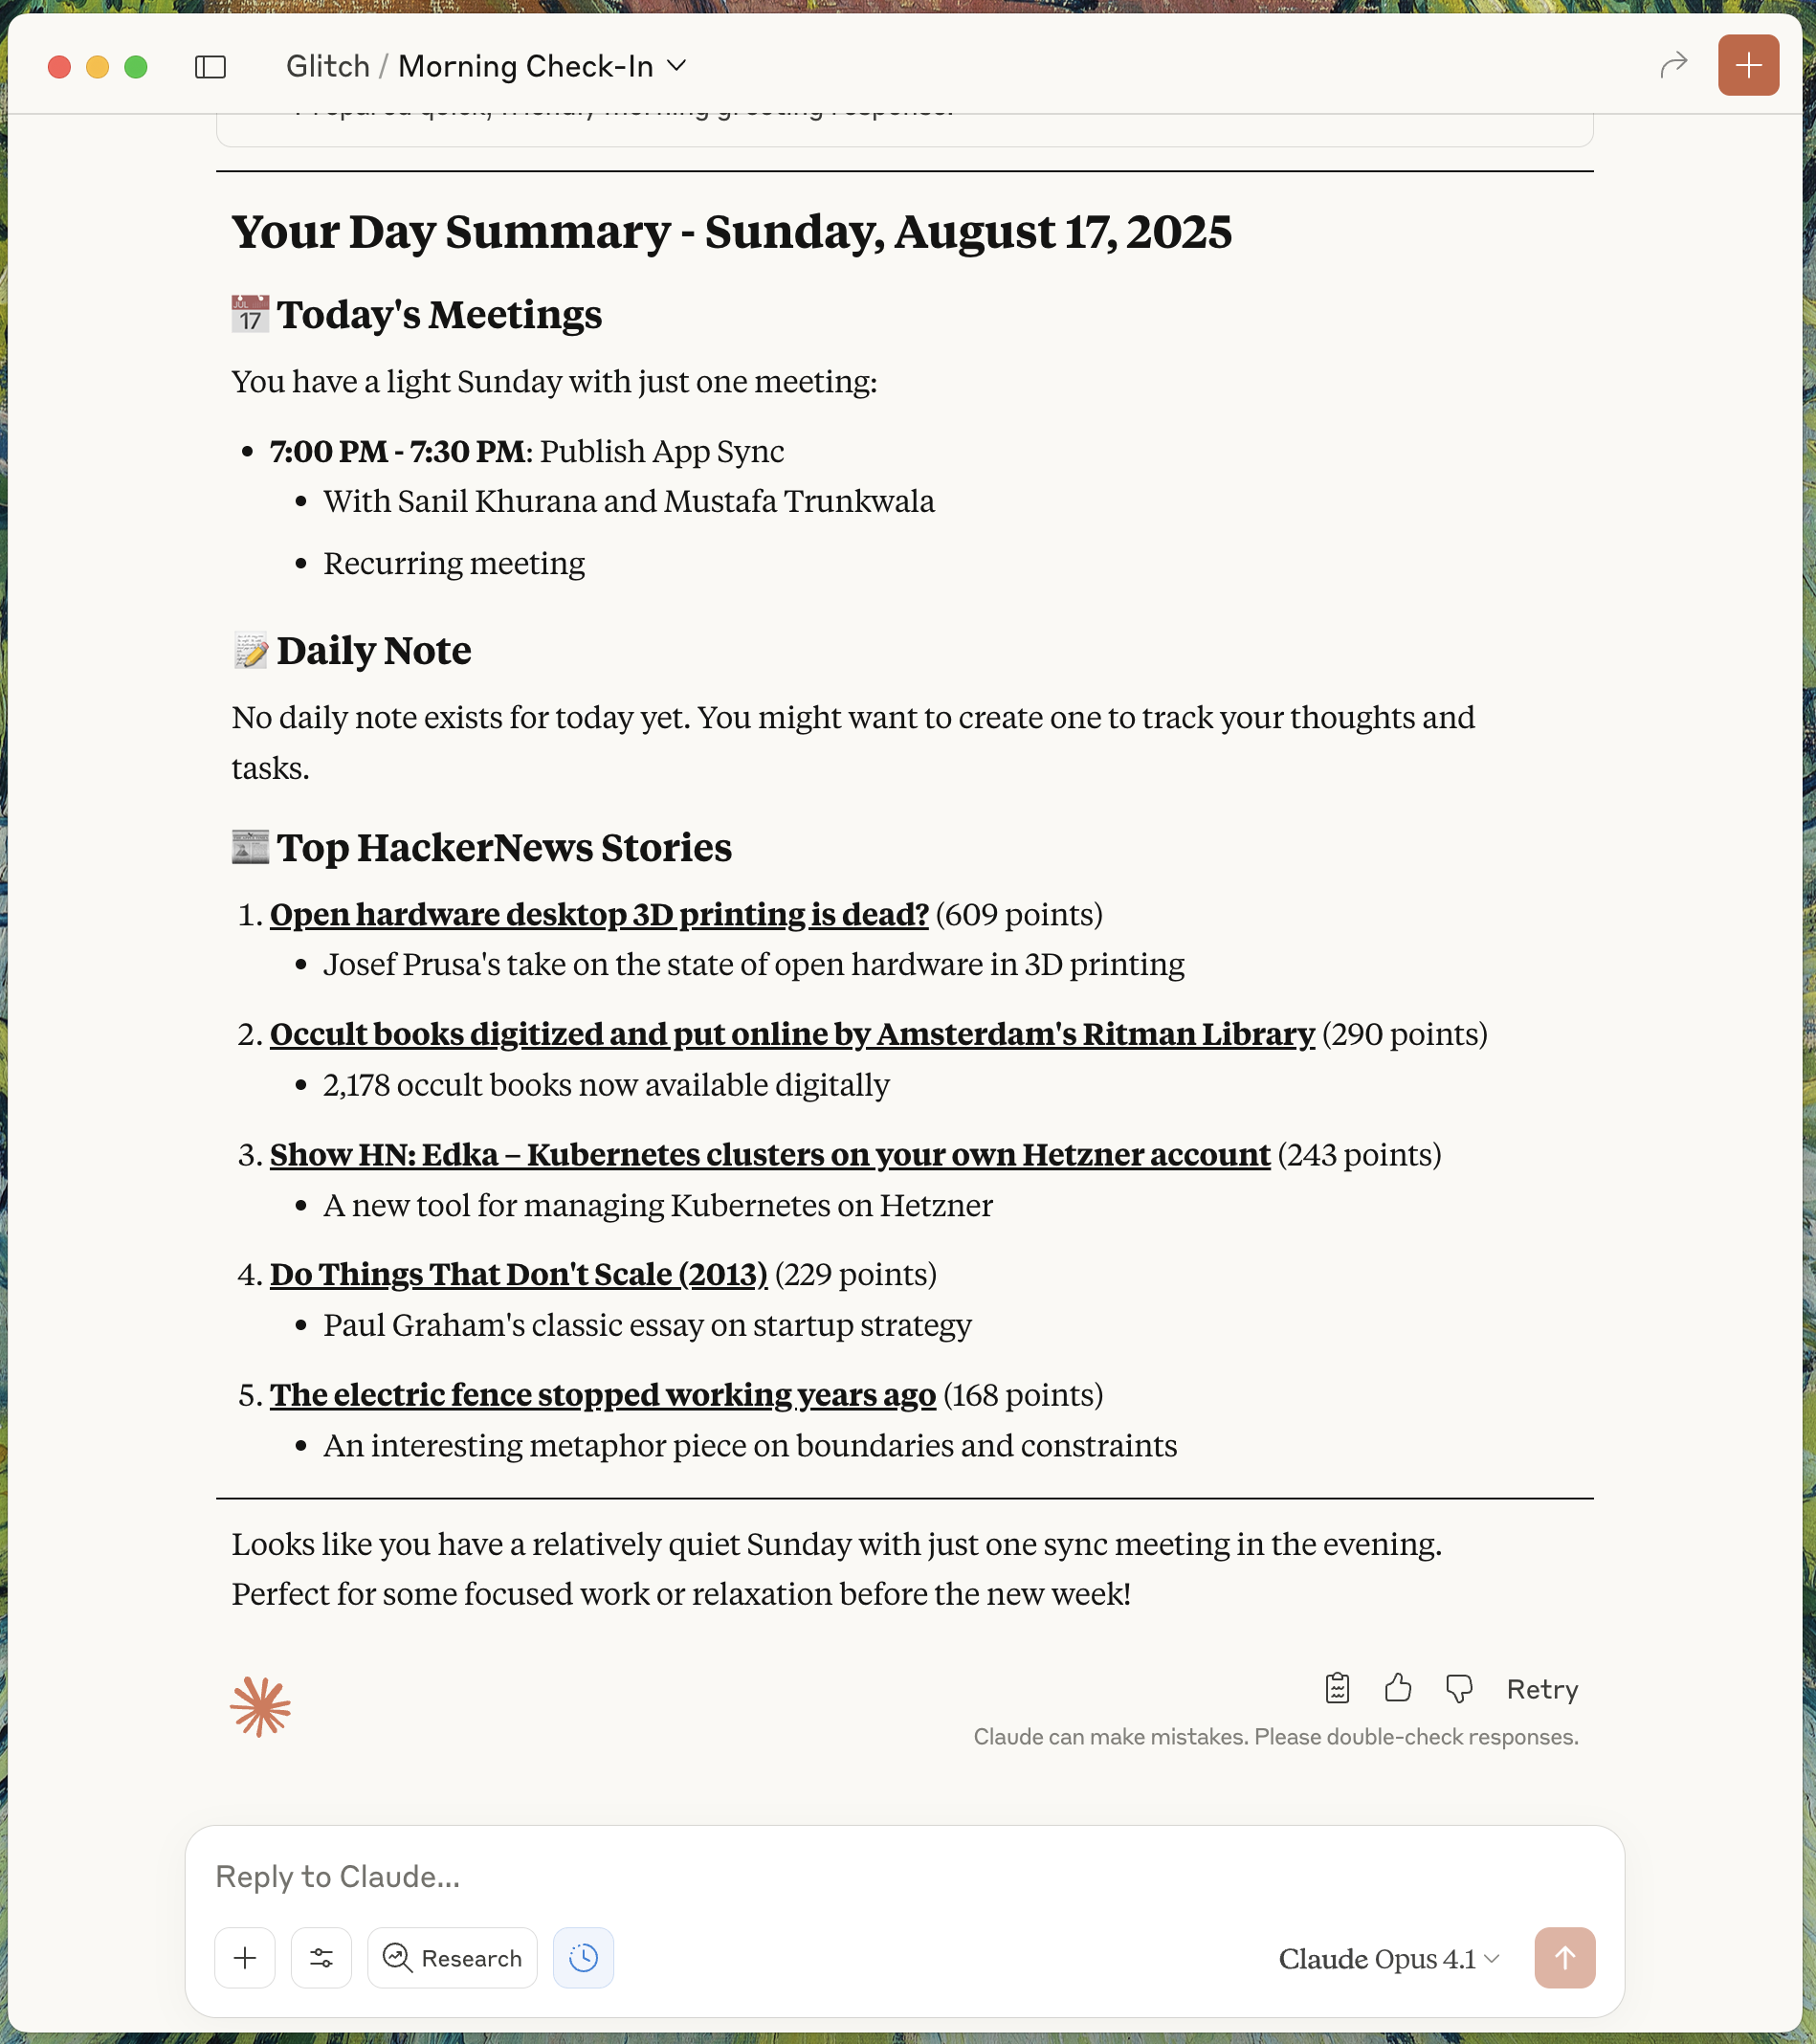 Glitch / Morning Check-In
Prepared quick, friendly morning greeting response.
Your Day Summary - Sunday, August 17, 2025
JUL
17
Today's Meetings
You have a light Sunday with just one meeting:
7:00 PM - 7:30 PM: Publish App Sync
With Sanil Khurana and Mustafa Trunkwala
Recurring meeting
Daily Note
No daily note exists for today yet. You might want to create one to track your thoughts and
tasks.
Top HackerNews Stories
1. Open hardware desktop 3D printing is dead? (609 points)
Josef Prusa's take on the state of open hardware in 3D printing
2. Occult books digitized and put online by Amsterdam's Ritman Library (290 points)
2,178 occult books now available digitally
3. Show HN: Edka – Kubernetes clusters on your own Hetzner account (243 points)
A new tool for managing Kubernetes on Hetzner
4. Do Things That Don't Scale (2013) (229 points)
Paul Graham's classic essay on startup strategy
5. The electric fence stopped working years ago (168 points)
An interesting metaphor piece on boundaries and constraints
Looks like you have a relatively quiet Sunday with just one sync meeting in the evening.
Perfect for some focused work or relaxation before the new week!
Retry
Claude can make mistakes. Please double-check responses.
Reply to Claude...
Research
Claude Opus 4.1